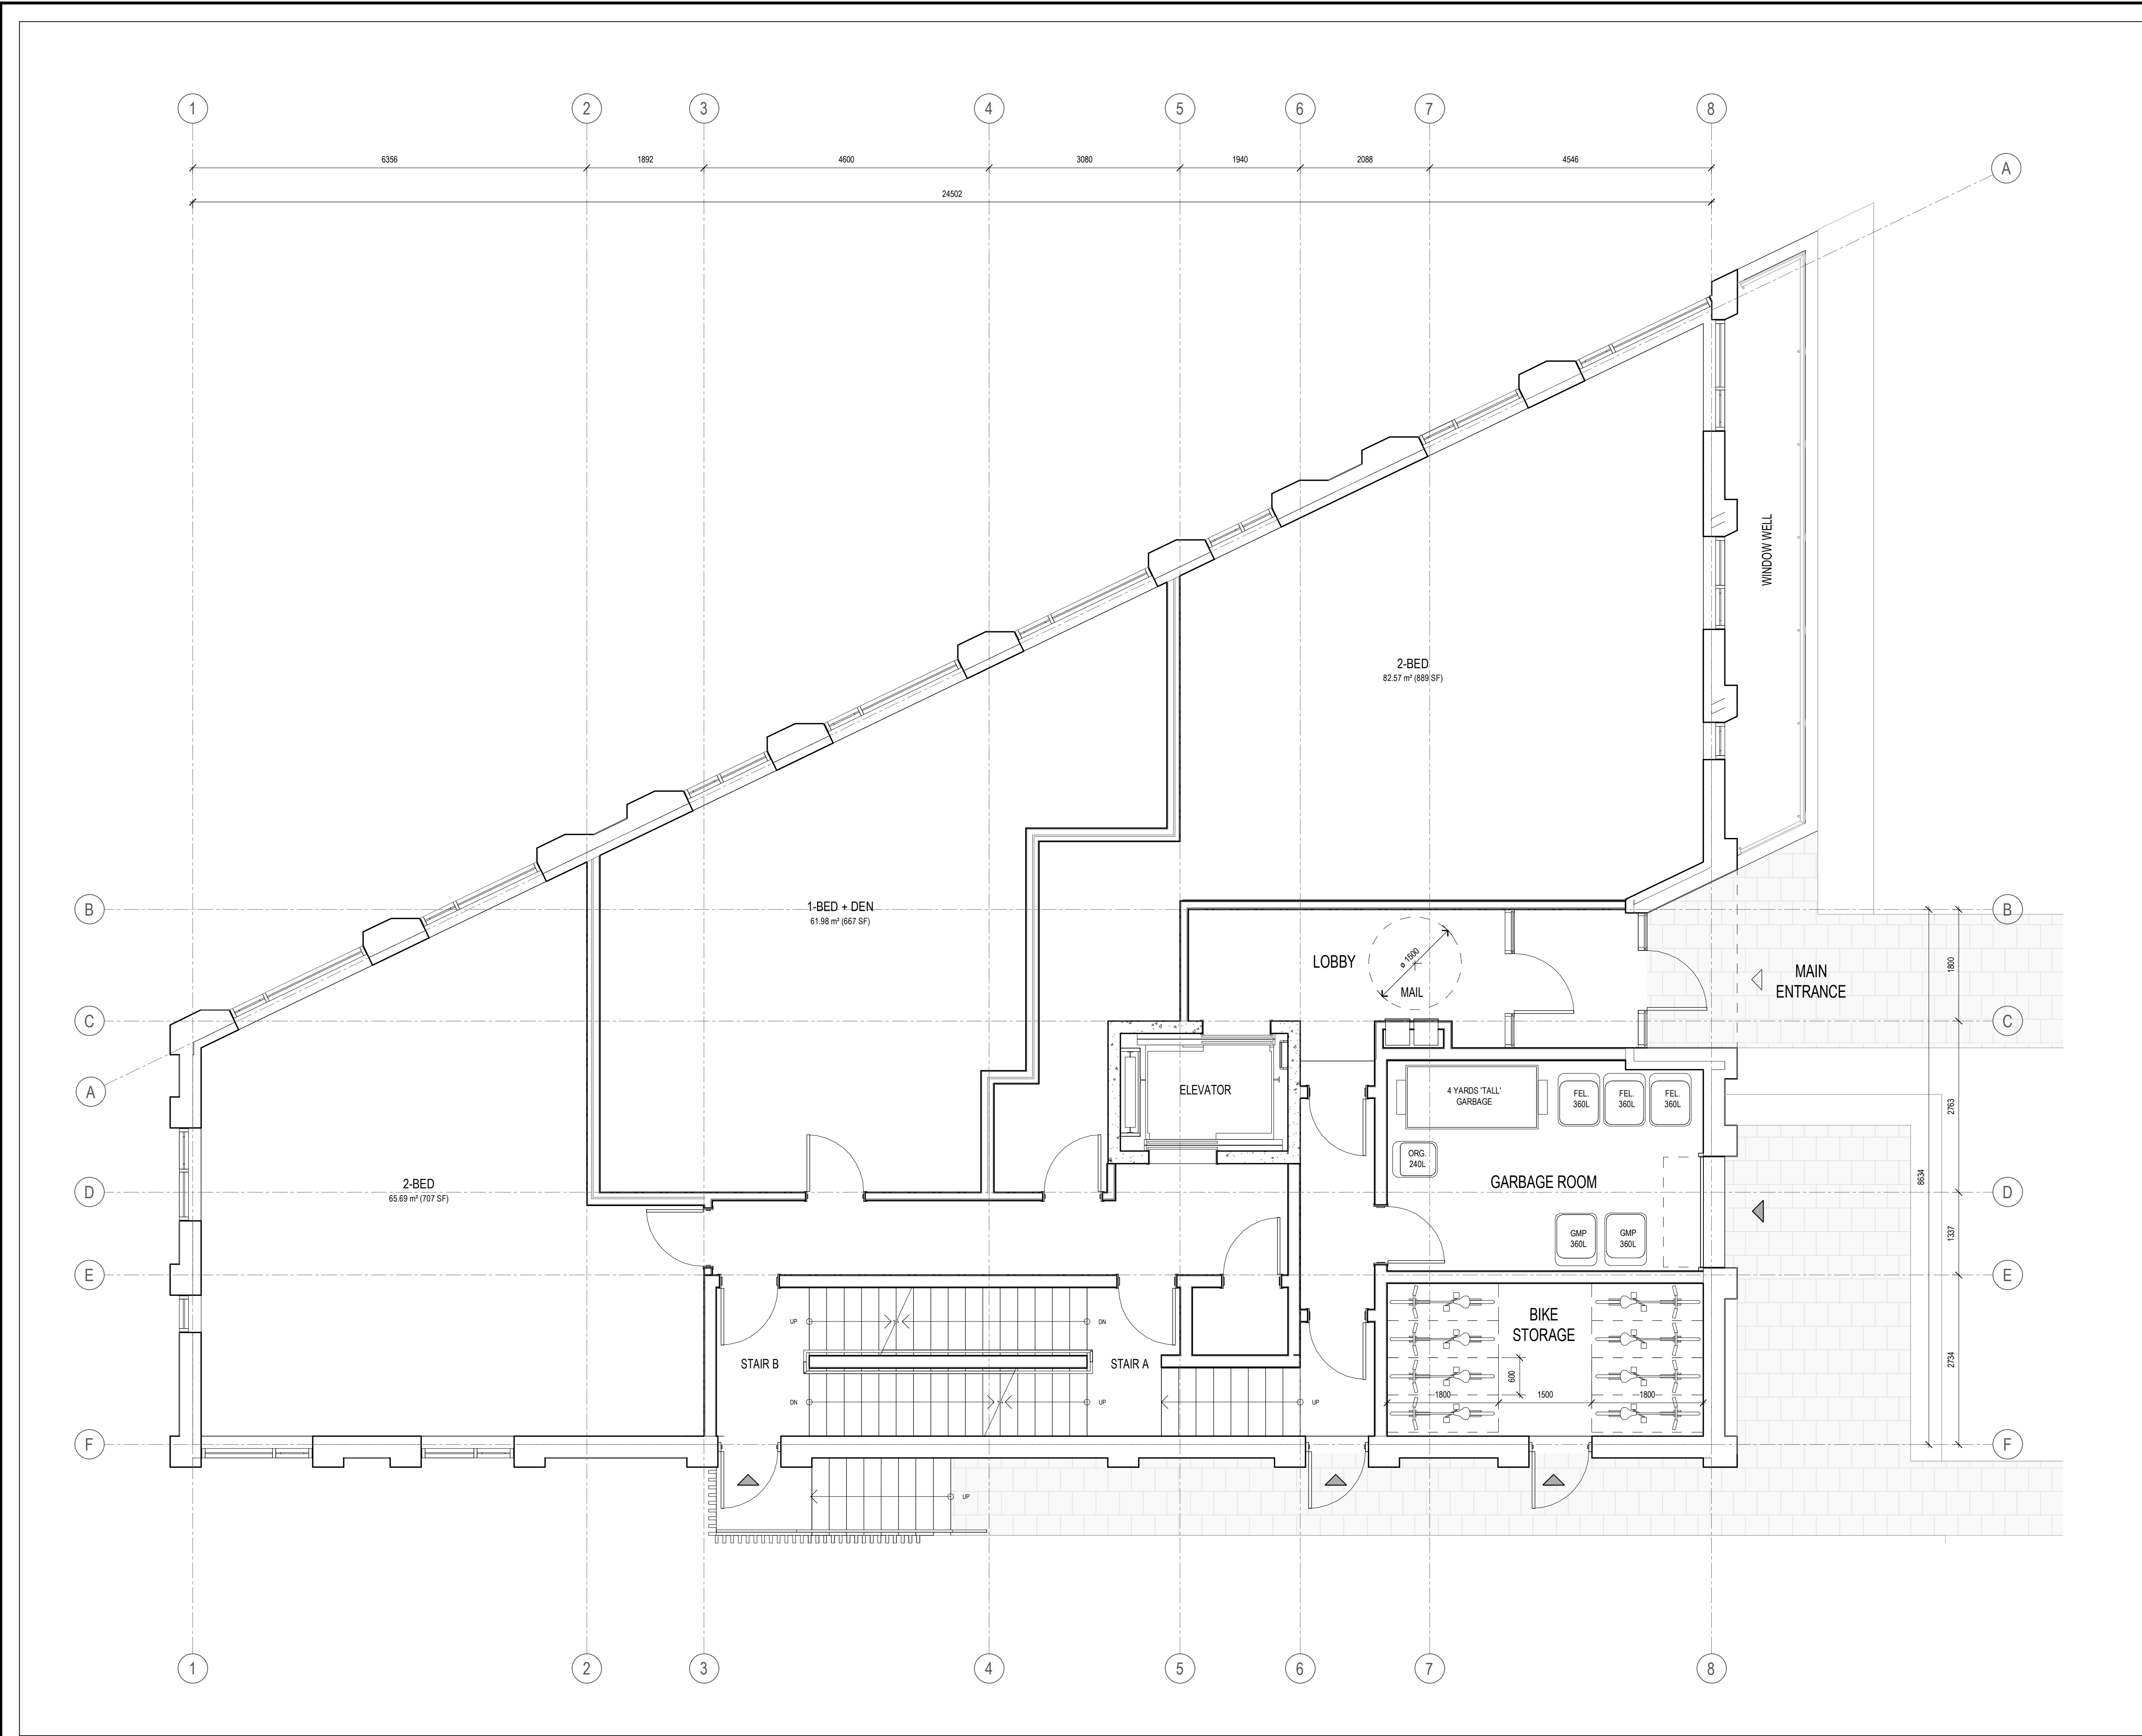 1 2 3 4 5 6 7 8
6356 1892 4600 3080 1940 2088 4546
A
24502
WINDOW WELL
2-BED
82.57 m² (889 SF)
1-BED + DEN
61.98 m² (667 SF)
B B
LOBBY
ø 1500
MAIL
MAIN
ENTRANCE
1800
C C
A
ELEVATOR
4 YARDS 'TALL'
GARBAGE
FEL.
360L
FEL.
360L
FEL.
360L
2763
ORG.
240L
2-BED
65.69 m² (707 SF)
GARBAGE ROOM
8634
D D
GMP
360L
GMP
360L
1337
E E
UP DN
BIKE
STORAGE
STAIR B STAIR A
600
2734
1800 1500 1800
DN UP UP
F F
UP
1 2 3 4 5 6 7 8